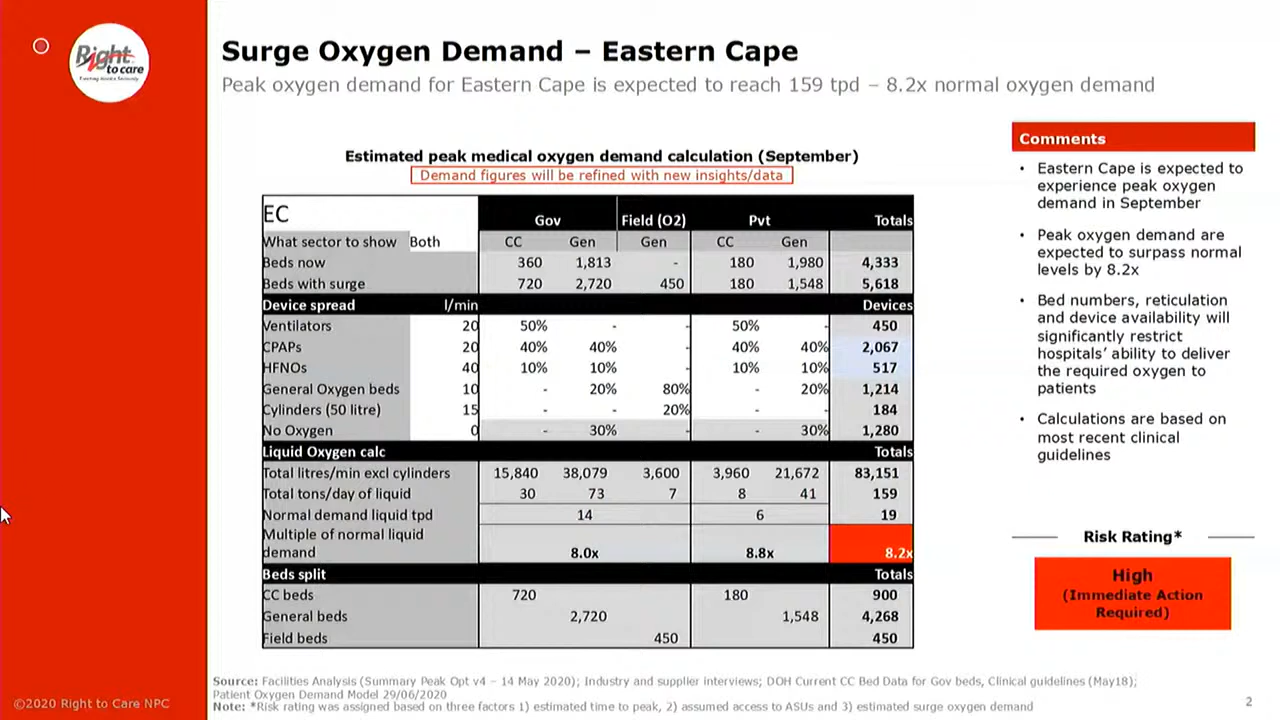 Right
to care
Surge Oxygen Demand – Eastern Cape
Peak oxygen demand for Eastern Cape is expected to reach 159 tpd – 8.2x normal oxygen demand
Estimated peak medical oxygen demand calculation (September)
Demand figures will be refined with new insights/data
EC Gov Field (O2) Pvt Totals
What sector to show Both CC Gen Gen CC Gen
Beds now 360 1,813 - 180 1,980 4,333
Beds with surge 720 2,720 450 180 1,548 5,618
Device spread l/min Devices
Ventilators 20 50% - - 50% - 450
CPAPs 20 40% 40% - 40% 40% 2,067
HFNOs 40 10% 10% - 10% 10% 517
General Oxygen beds 10 - 20% 80% - 20% 1,214
Cylinders (50 litre) 15 - - 20% - - 184
No Oxygen 0 - 30% - - 30% 1,280
Liquid Oxygen calc Totals
Total litres/min excl cylinders 15,840 38,079 3,600 3,960 21,672 83,151
Total tons/day of liquid 30 73 7 8 41 159
Normal demand liquid tpd 14 6 19
Multiple of normal liquid
demand 8.0x 8.8x 8.2x
Beds split Totals
CC beds 720 180 900
General beds 2,720 1,548 4,268
Field beds 450 450
Comments
• Eastern Cape is expected to
experience peak oxygen
demand in September
• Peak oxygen demand are
expected to surpass normal
levels by 8.2x
• Bed numbers, reticulation
and device availability will
significantly restrict
hospitals’ ability to deliver
the required oxygen to
patients
• Calculations are based on
most recent clinical
guidelines
Risk Rating*
High
(Immediate Action
Required)
Source: Facilities Analysis (Summary Peak Opt v4 – 14 May 2020); Industry and supplier interviews; DOH Current CC Bed Data for Gov beds, Clinical guidelines (May18);
Patient Oxygen Demand Model 29/06/2020
Note: *Risk rating was assigned based on three factors 1) estimated time to peak, 2) assumed access to ASUs and 3) estimated surge oxygen demand
©2020 Right to Care NPC
2